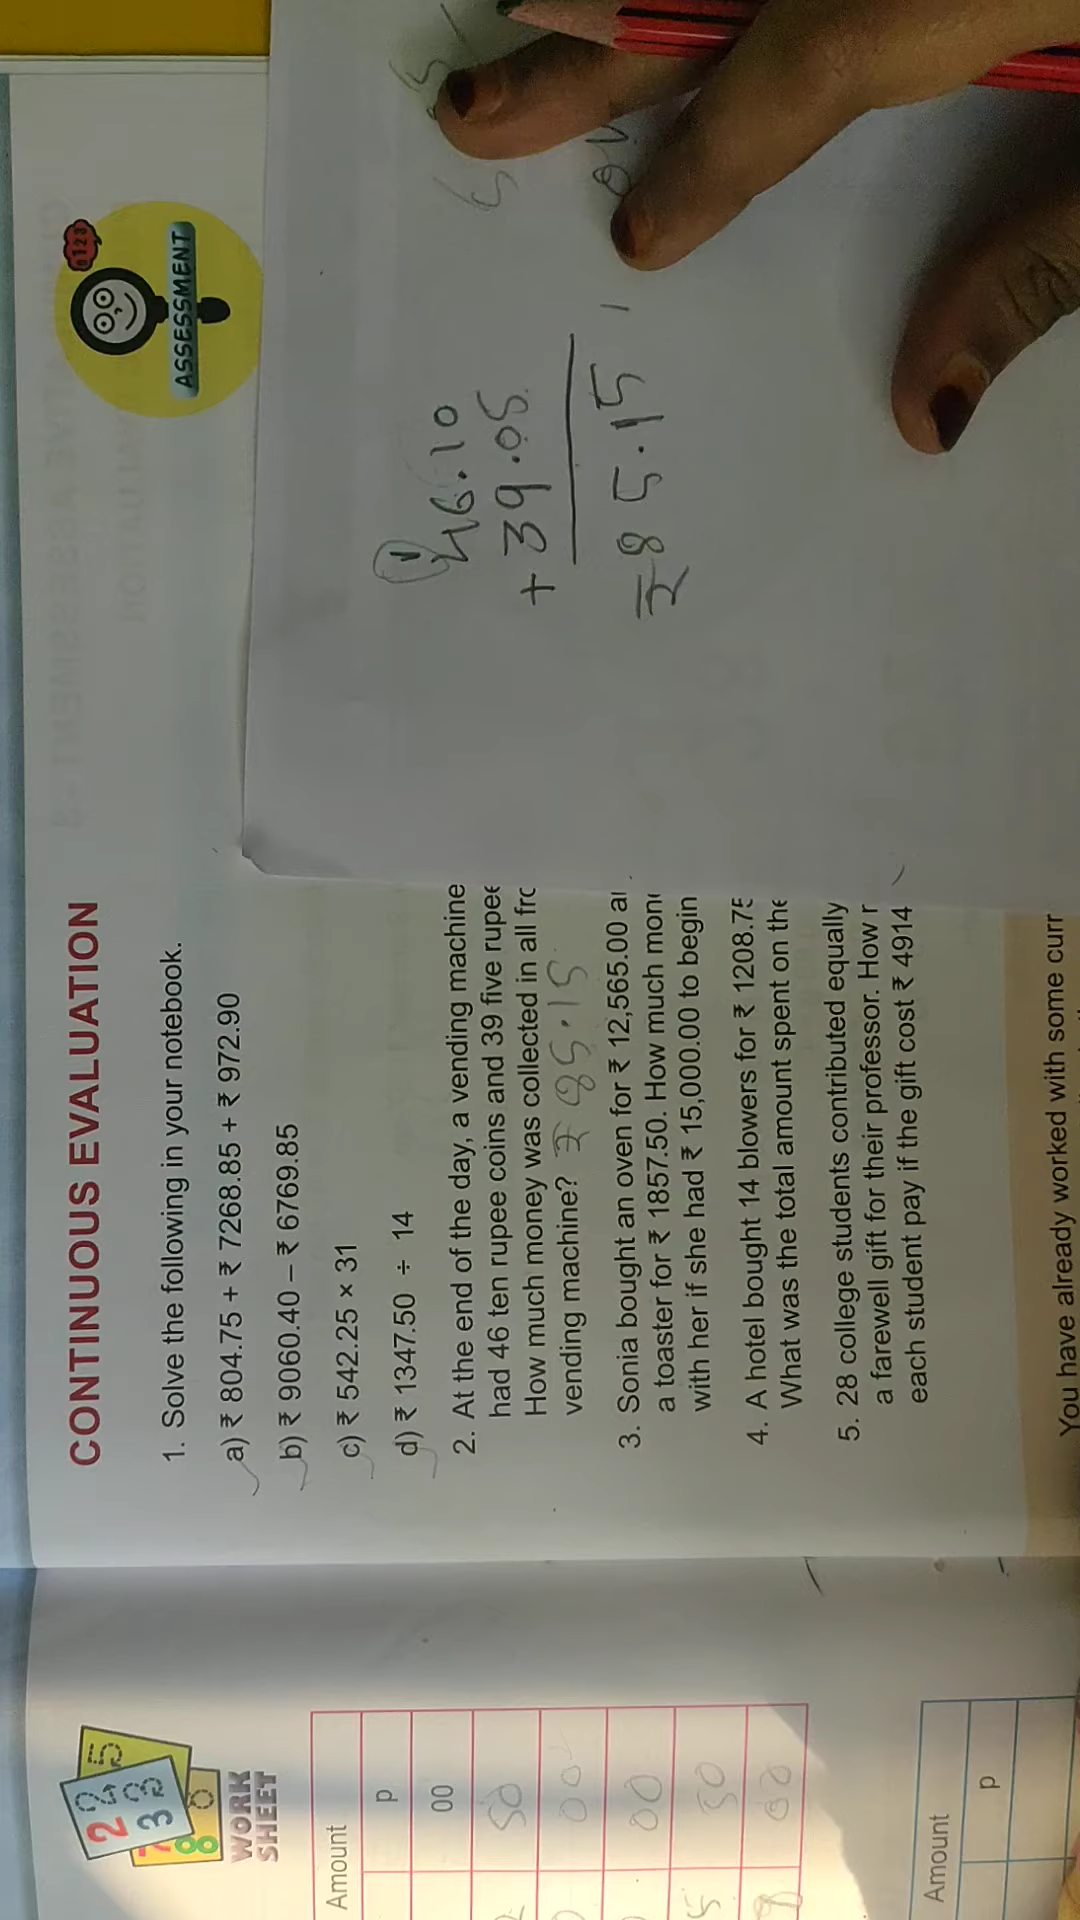 CONTINUOUS EVALUATION
0123
ASSESSMENT
1. Solve the following in your notebook.
a) ₹ 804.75 + ₹ 7268.85 + ₹ 972.90
b) ₹ 9060.40 – ₹ 6769.85
c) ₹ 542.25 × 31
d) ₹ 1347.50 ÷ 14
2. At the end of the day, a vending machine
had 46 ten rupee coins and 39 five
How much money was collected in all
vending machine? ₹ 85.15
3. Sonia bought an oven for ₹ 12,565.00
a toaster for ₹ 1857.50. How much
with her if she had ₹ 15,000.00 to begin
4. A hotel bought 14 blowers for ₹ 1208.75
What was the total amount spent on the
5. 28 college students contributed equally
a farewell gift for their professor. How
each student pay if the gift cost ₹ 4914
You have already worked with some
1
46.10
+ 39.05
₹ 85.15
WORK
SHEET
Amount
p
00
50
00
50
Amount
p